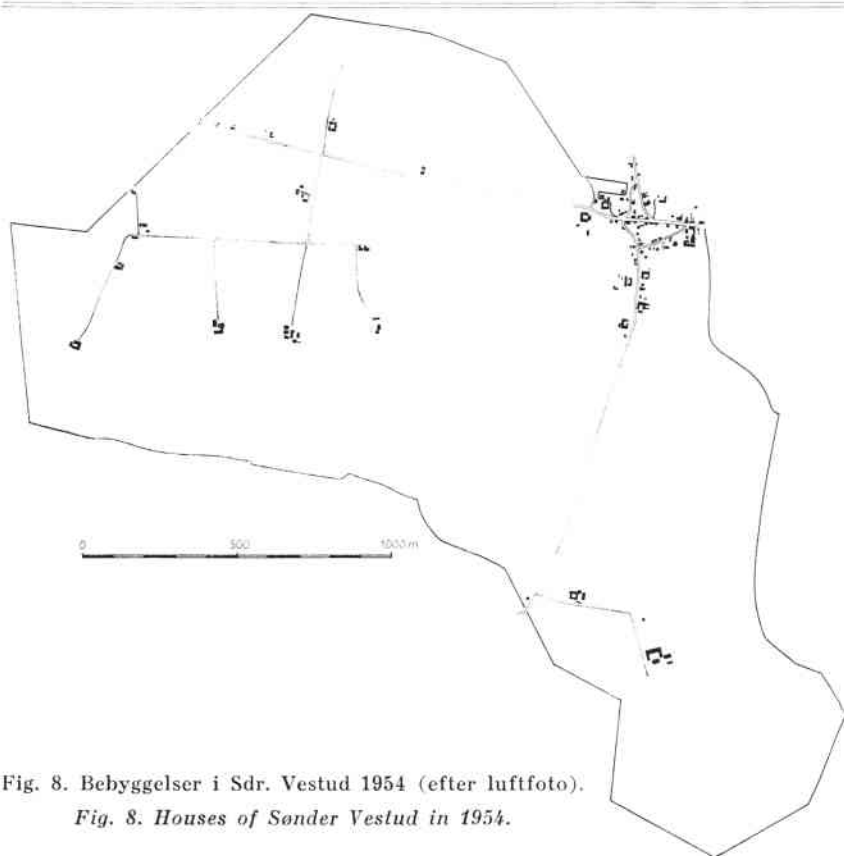 0 500 1000 m
Fig. 8. Bebyggelser i Sdr. Vestud 1954 (efter luftfoto).
Fig. 8. Houses of Sønder Vestud in 1954.